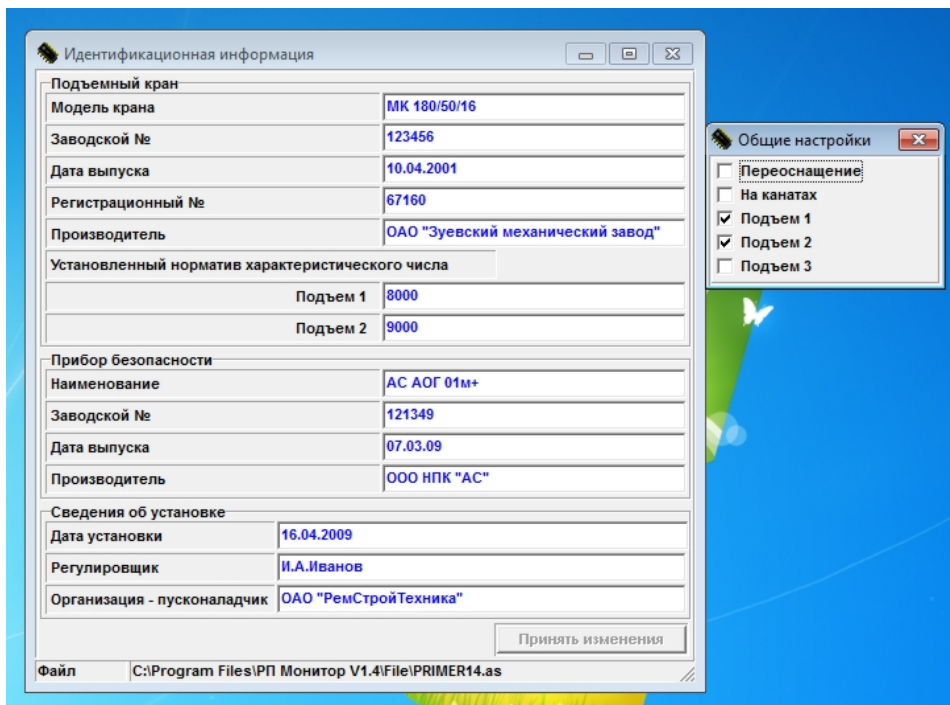 Идентификационная информация
Подъемный кран
Модель крана МК 180/50/16
Заводской № 123456
Дата выпуска 10.04.2001
Регистрационный № 67160
Производитель ОАО "Зуевский механический завод"
Установленный норматив характеристического числа
Подъем 1 8000
Подъем 2 9000
Прибор безопасности
Наименование АС АОГ 01м+
Заводской № 121349
Дата выпуска 07.03.09
Производитель ООО НПК "АС"
Сведения об установке
Дата установки 16.04.2009
Регулировщик И.А.Иванов
Организация - пусконаладчик ОАО "РемСтройТехника"
Принять изменения
Файл C:\Program Files\РП Монитор V1.4\File\PRIMER14.as
Общие настройки
Переоснащение
На канатах
Подъем 1
Подъем 2
Подъем 3